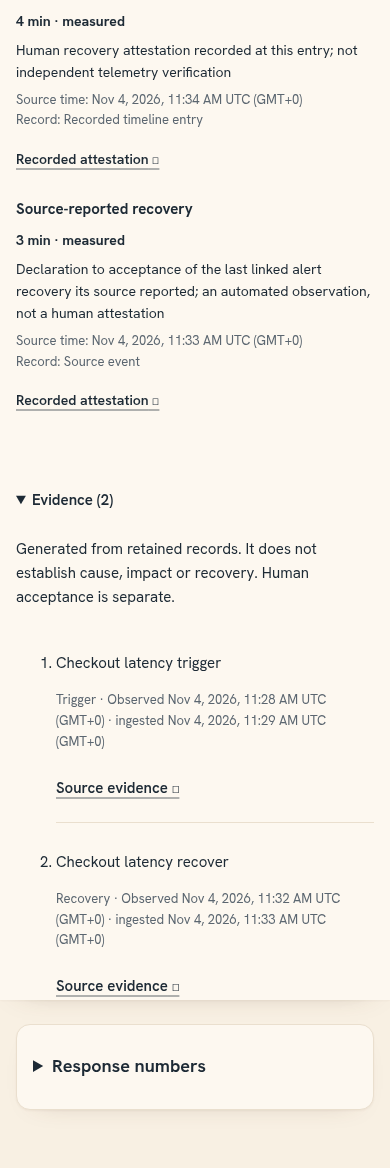 4 min · measured
Human recovery attestation recorded at this entry; not
independent telemetry verification
Source time: Nov 4, 2026, 11:34 AM UTC (GMT+0)
Record: Recorded timeline entry
Recorded attestation
Source-reported recovery
3 min · measured
Declaration to acceptance of the last linked alert
recovery its source reported; an automated observation,
not a human attestation
Source time: Nov 4, 2026, 11:33 AM UTC (GMT+0)
Record: Source event
Recorded attestation
▼ Evidence (2)
Generated from retained records. It does not
establish cause, impact or recovery. Human
acceptance is separate.
1. Checkout latency trigger
Trigger · Observed Nov 4, 2026, 11:28 AM UTC
(GMT+0) · ingested Nov 4, 2026, 11:29 AM UTC
(GMT+0)
Source evidence
2. Checkout latency recover
Recovery · Observed Nov 4, 2026, 11:32 AM UTC
(GMT+0) · ingested Nov 4, 2026, 11:33 AM UTC
(GMT+0)
Source evidence
▶ Response numbers